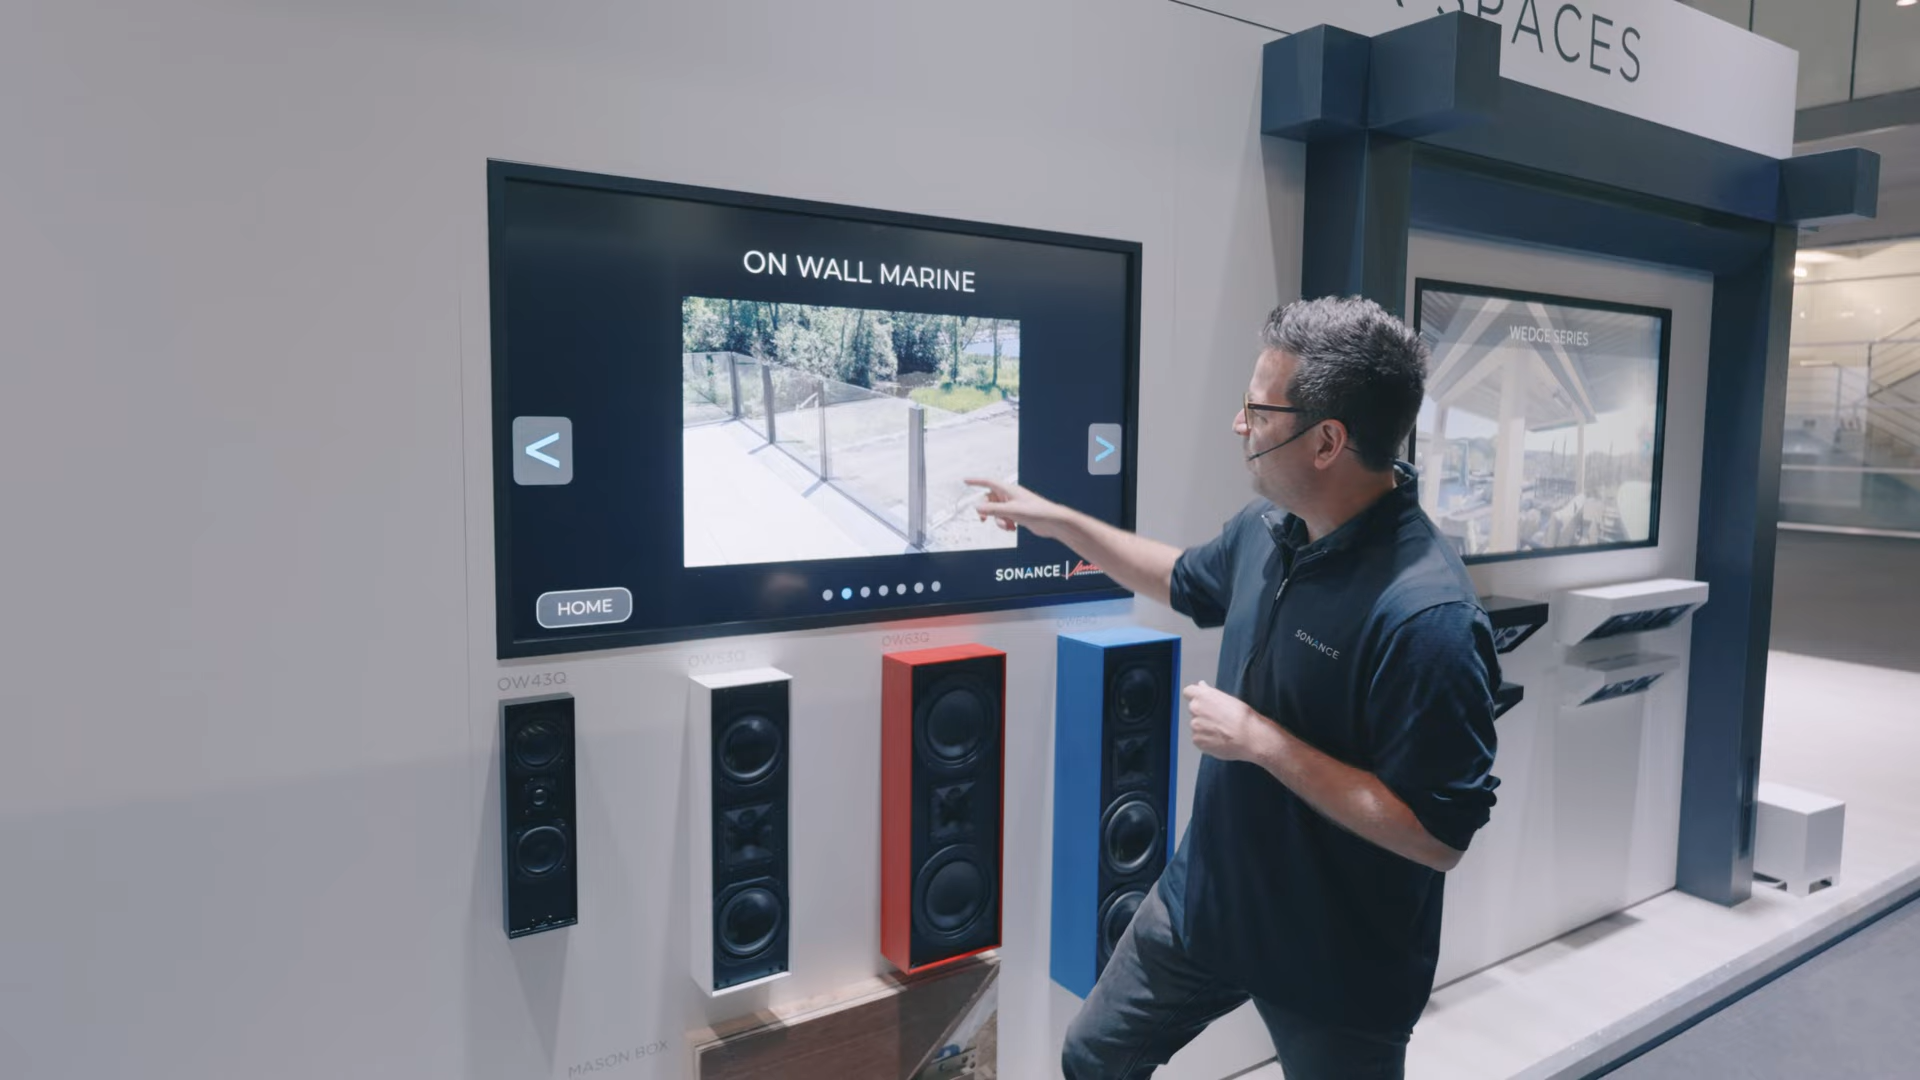 SPACES
ON WALL MARINE
<
>
WEDGE SERIES
SONANCE
HOME
OW43Q
OW53Q
OW63Q
SONANCE
MASON BOX